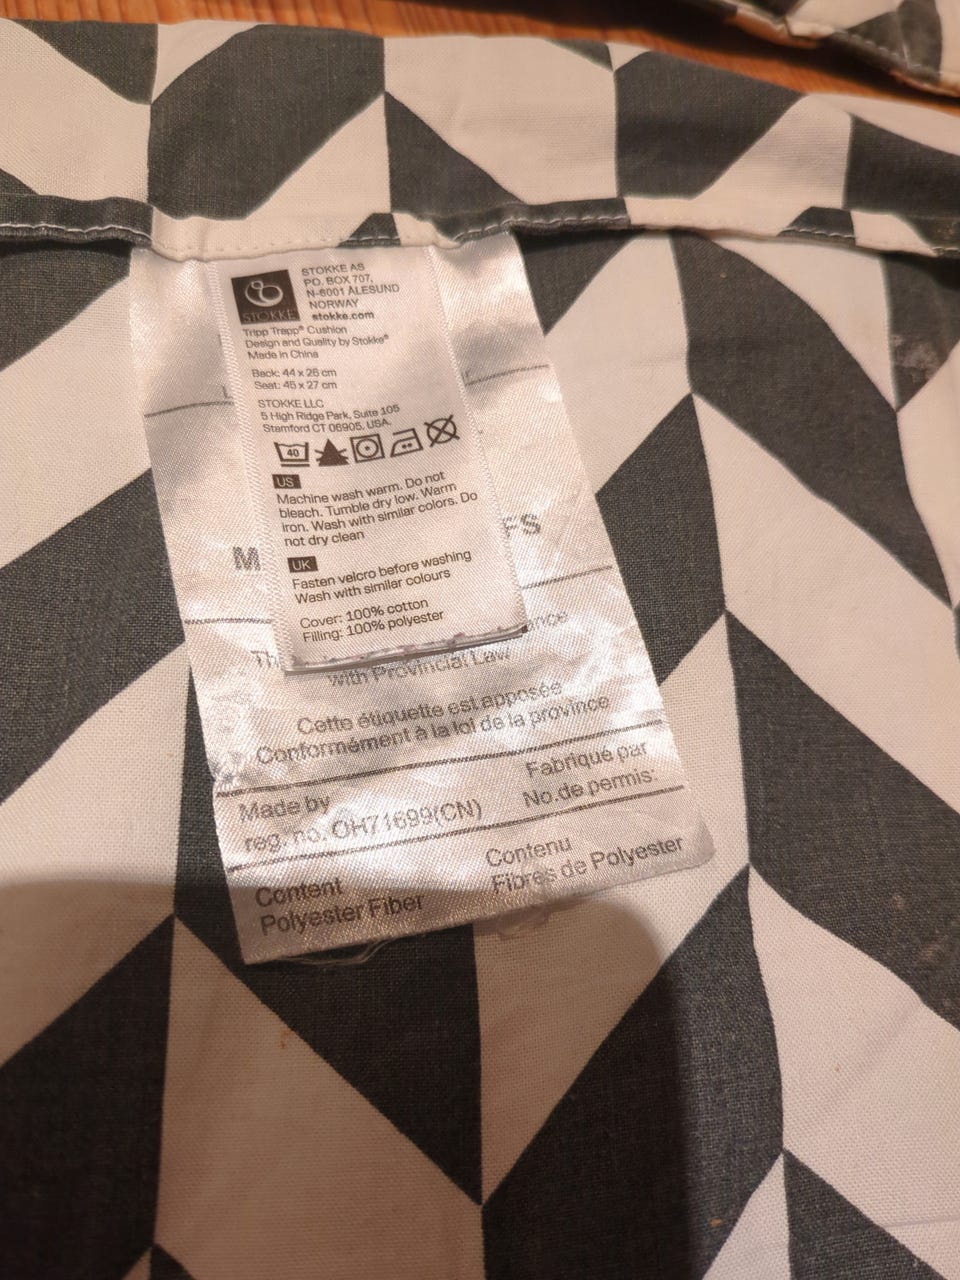 STOKKE
STOKKE AS
P.O. BOX 707,
N-6001 ÅLESUND
NORWAY
stokke.com
Tripp Trapp® Cushion
Design and Quality by Stokke®
Made in China
Back: 44 x 26 cm
Seat: 46 x 27 cm
STOKKE LLC
5 High Ridge Park, Suite 105
Stamford CT 06905, USA.
40
US
Machine wash warm. Do not
bleach. Tumble dry low. Warm
iron. Wash with similar colors. Do
not dry clean
UK
Fasten velcro before washing
Wash with similar colours
Cover: 100% cotton
Filling: 100% polyester
with Provincial Law
Cette étiquette est apposée
Conformément à la loi de la province
Made by Fabriqué par
reg. no. OH71699(CN) No.de permis:
Content Contenu
Polyester Fiber Fibres de Polyester